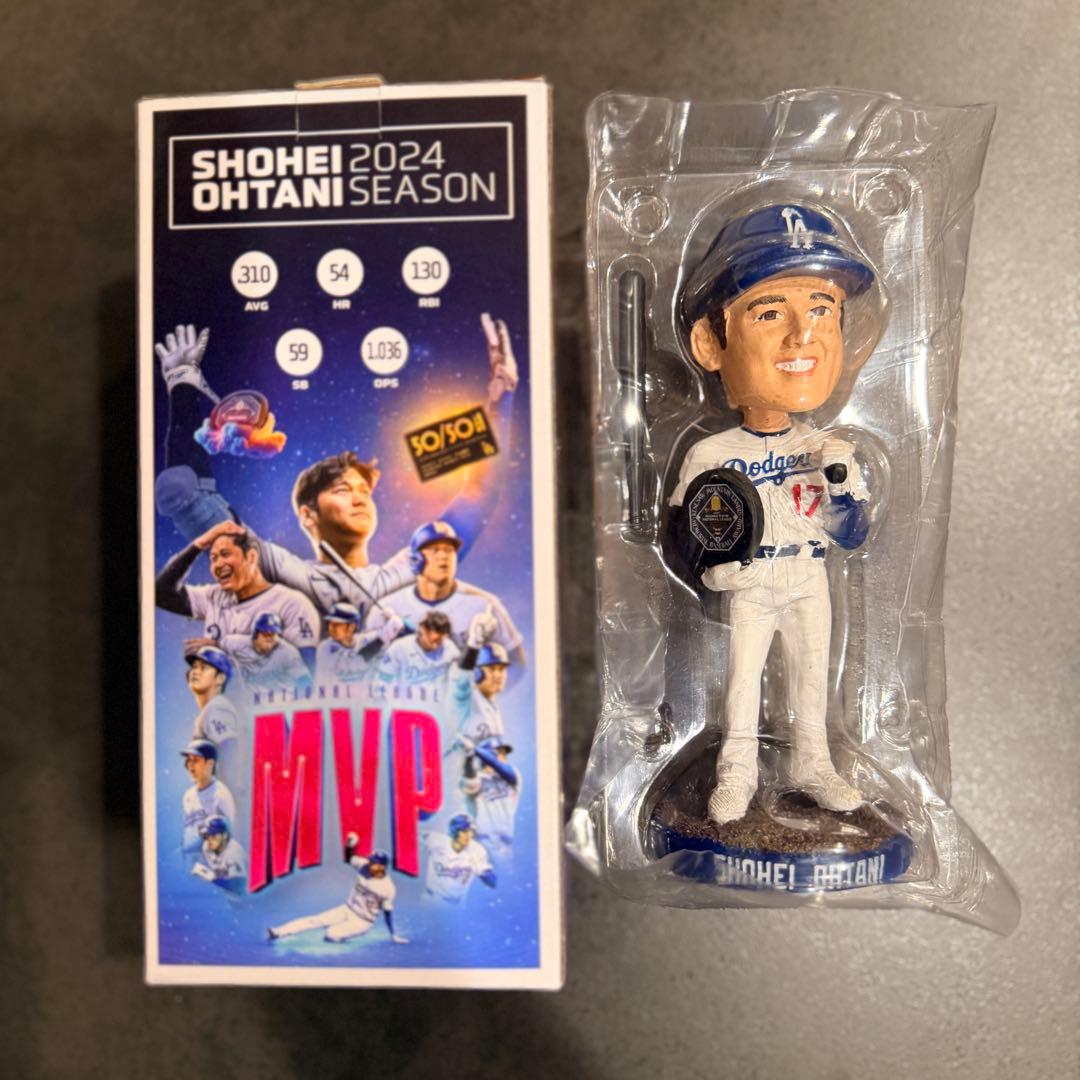 SHOHEI 2024
OHTANI SEASON
.310
AVG
54
HR
130
RBI
59
SB
1.036
OPS
50/50
NATIONAL LEAGUE
MVP
LA
Dodgers
17
SHOHEI OHTANI